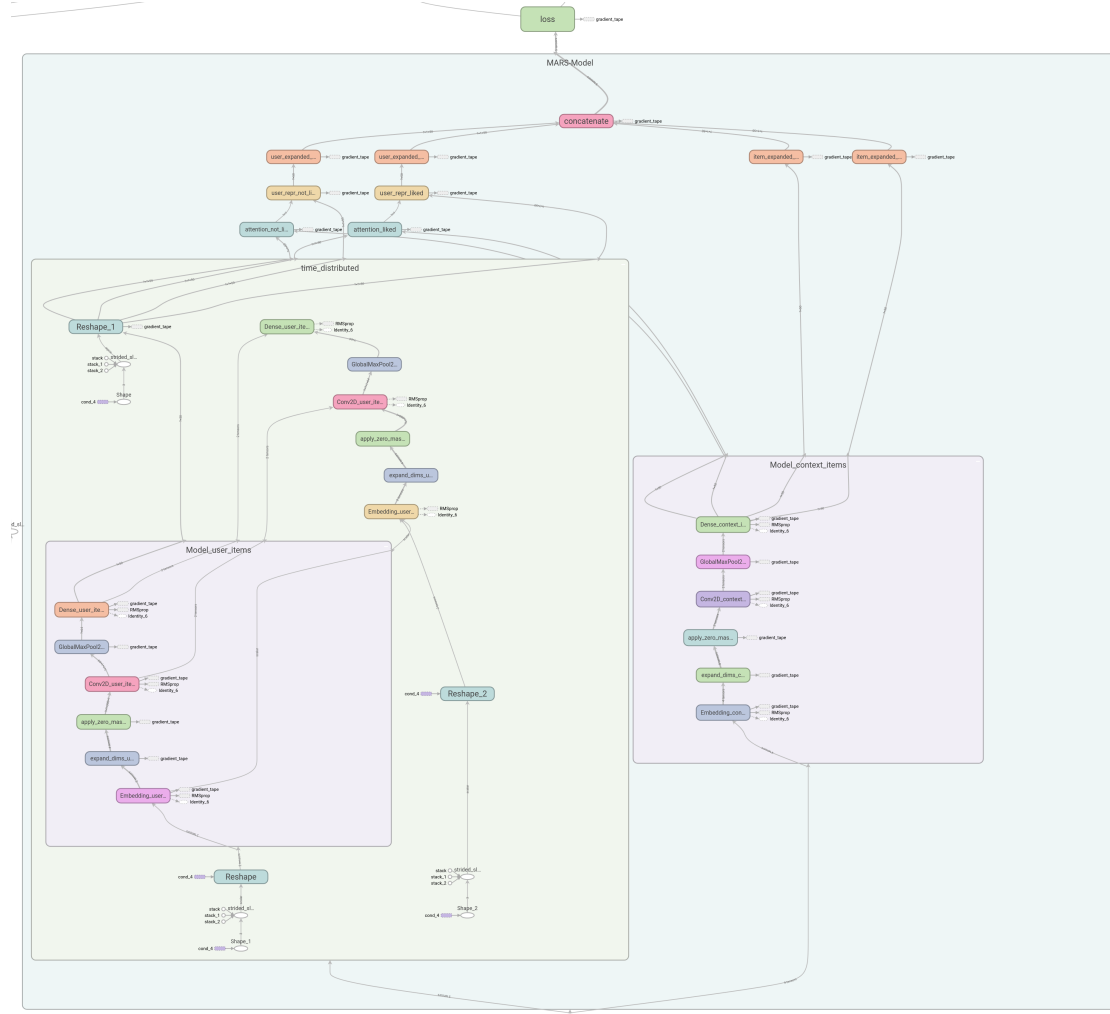 loss
gradient_tape
MARS-Model
concatenate
gradient_tape
user_expanded_...
gradient_tape
user_expanded_...
gradient_tape
item_expanded_...
gradient_tape
item_expanded_...
gradient_tape
user_repr_not_li...
gradient_tape
user_repr_liked
gradient_tape
attention_not_li...
gradient_tape
attention_liked
gradient_tape
time_distributed
Reshape_1
gradient_tape
stack
stack_1
stack_2
strided_sl...
Shape
cond_4
Dense_user_ite...
RMSprop
Identity_6
GlobalMaxPool2...
Conv2D_user_ite...
RMSprop
Identity_6
apply_zero_mas...
expand_dims_u...
Embedding_user...
RMSprop
Identity_6
Model_user_items
Dense_user_ite...
gradient_tape
RMSprop
Identity_6
GlobalMaxPool2...
gradient_tape
Conv2D_user_ite...
gradient_tape
RMSprop
Identity_6
apply_zero_mas...
gradient_tape
expand_dims_u...
gradient_tape
Embedding_user...
gradient_tape
RMSprop
Identity_6
cond_4
Reshape
stack
stack_1
stack_2
strided_sl...
Shape_1
cond_4
cond_4
Reshape_2
stack
stack_1
stack_2
strided_sl...
Shape_2
cond_4
Model_context_items
Dense_context_i...
gradient_tape
RMSprop
Identity_6
GlobalMaxPool2...
gradient_tape
Conv2D_context...
gradient_tape
RMSprop
Identity_6
apply_zero_mas...
gradient_tape
expand_dims_c...
gradient_tape
Embedding_con...
gradient_tape
RMSprop
Identity_6